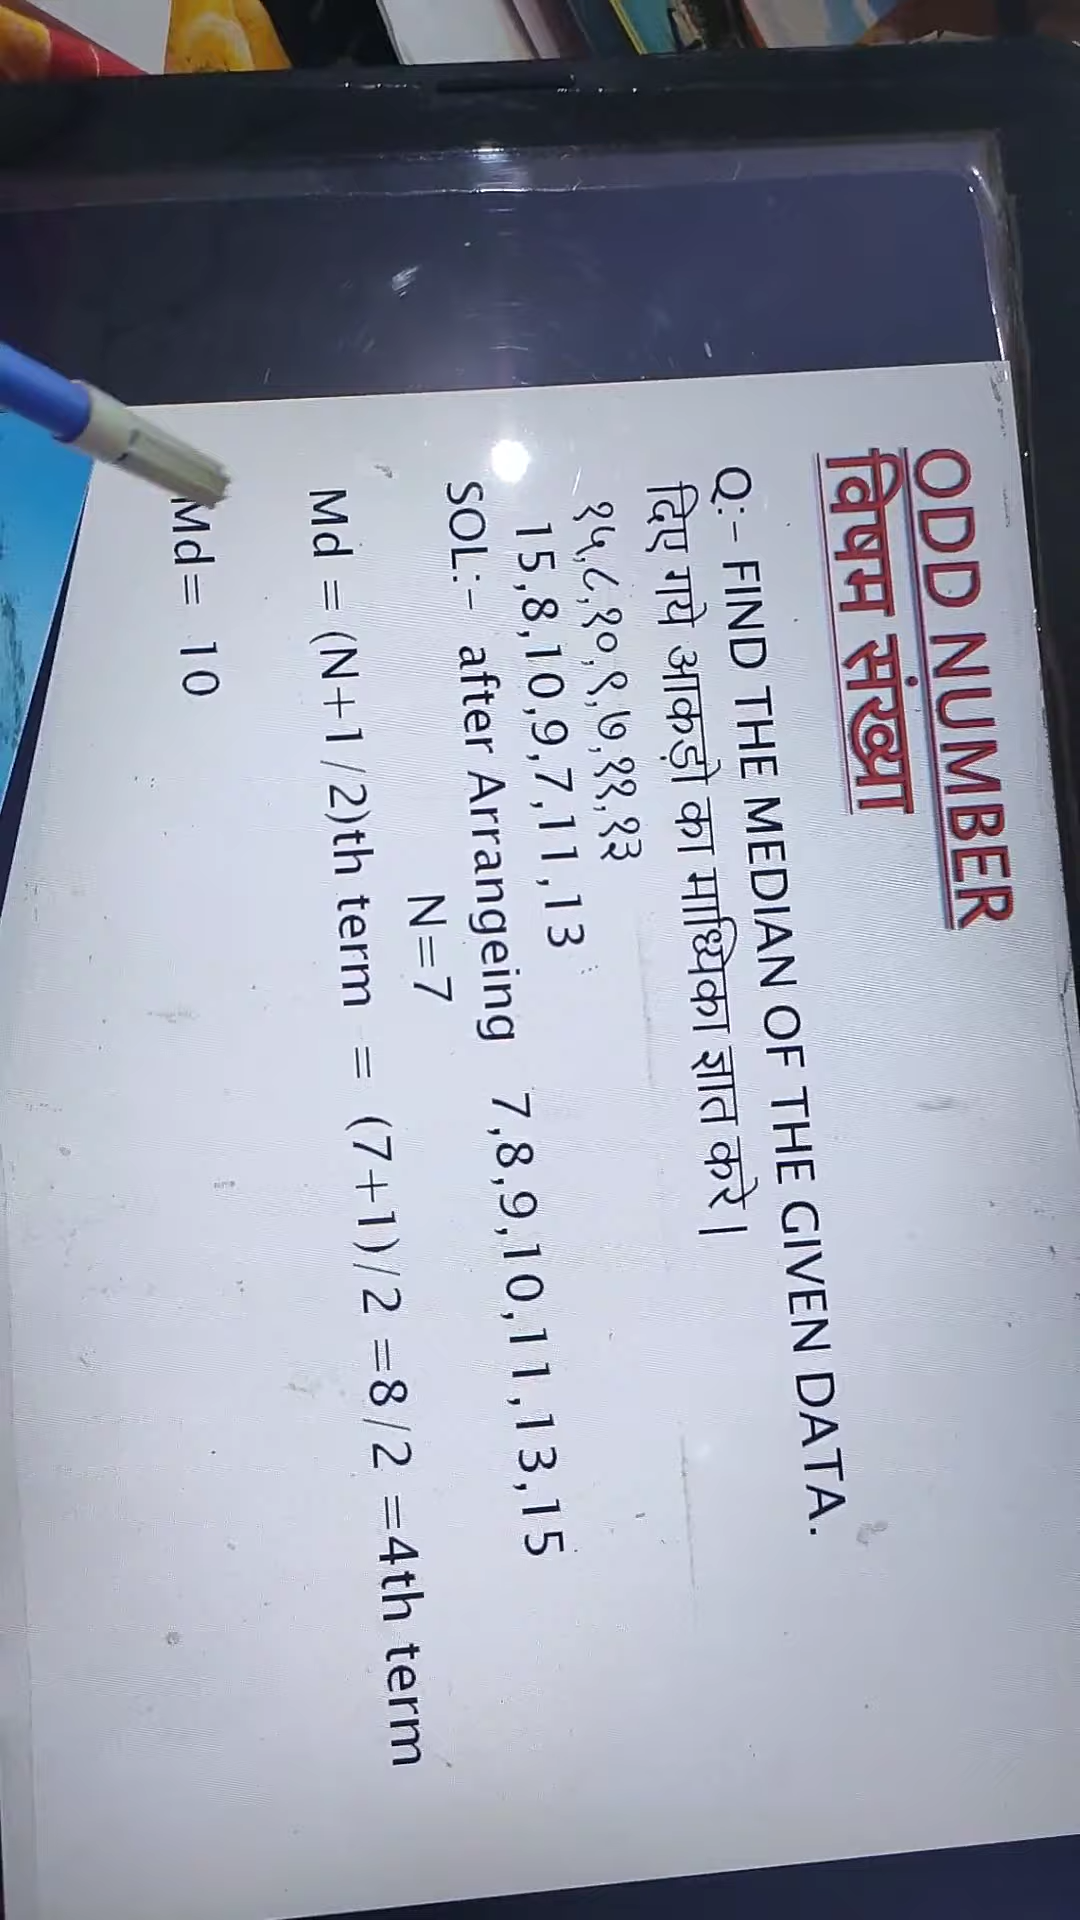 ODD NUMBER
विषम संख्या
Q:- FIND THE MEDIAN OF THE GIVEN DATA.
दिए गये आकड़ो का माध्यिका ज्ञात करे।
१५,८,१०,९,७,११,१३
15,8,10,9,7,11,13
SOL:- after Arrangeing 7,8,9,10,11,13,15
N=7
Md = (N+1/2)th term = (7+1)/2 =8/2 =4th term
Md= 10